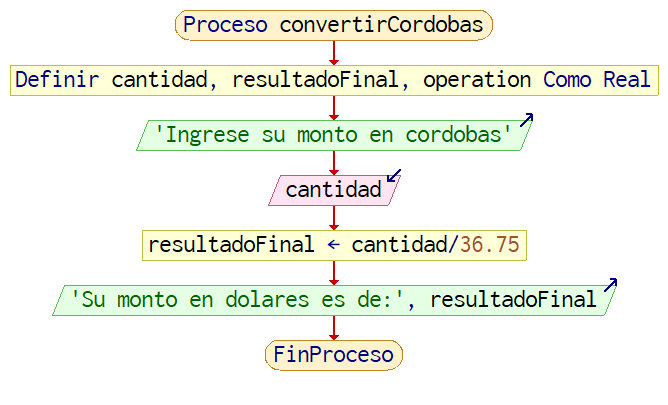 Proceso convertirCordobas
Definir cantidad, resultadoFinal, operation Como Real
'Ingrese su monto en cordobas'
cantidad
resultadoFinal ← cantidad/36.75
'Su monto en dolares es de:', resultadoFinal
FinProceso